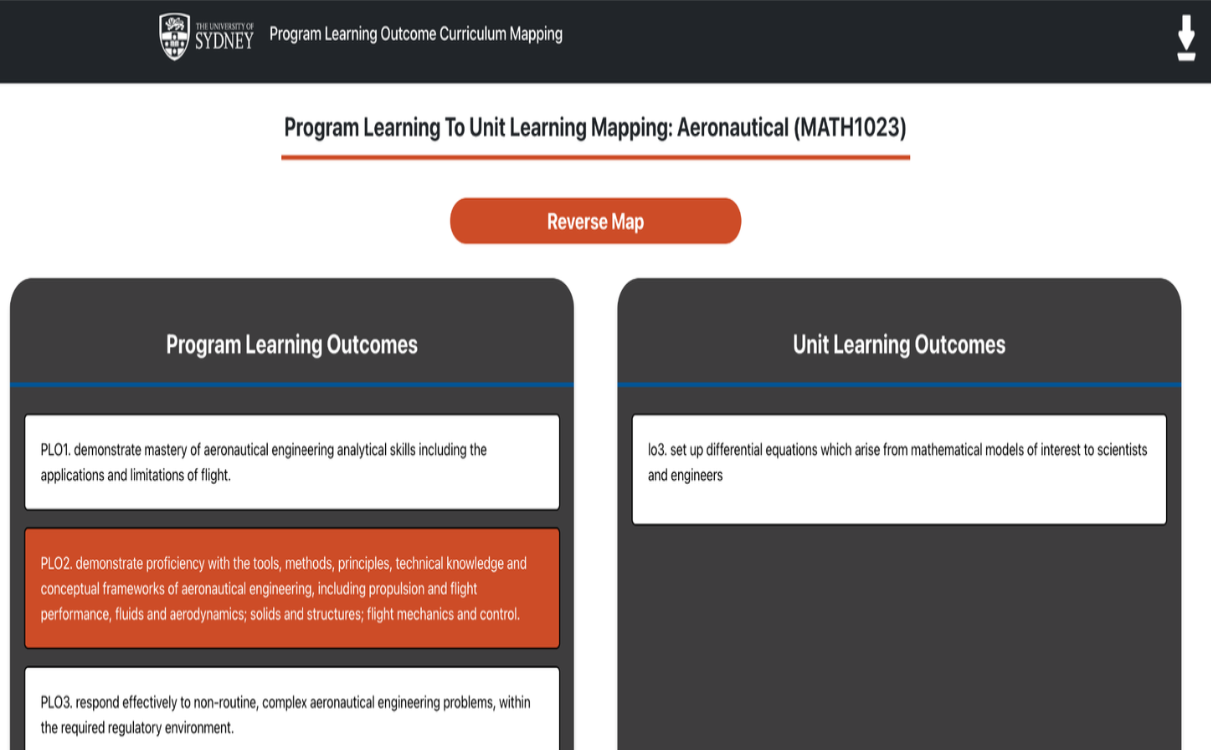 THE UNIVERSITY OF
SYDNEY
Program Learning Outcome Curriculum Mapping
Program Learning To Unit Learning Mapping: Aeronautical (MATH1023)
Reverse Map
Program Learning Outcomes
PLO1. demonstrate mastery of aeronautical engineering analytical skills including the
applications and limitations of flight.
PLO2. demonstrate proficiency with the tools, methods, principles, technical knowledge and
conceptual frameworks of aeronautical engineering, including propulsion and flight
performance, fluids and aerodynamics; solids and structures; flight mechanics and control.
PLO3. respond effectively to non-routine, complex aeronautical engineering problems, within
the required regulatory environment.
Unit Learning Outcomes
lo3. set up differential equations which arise from mathematical models of interest to scientists
and engineers